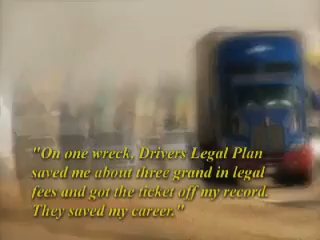 "On one wreck, Drivers Legal Plan
saved me about three grand in legal
fees and got the ticket off my record.
They saved my career."